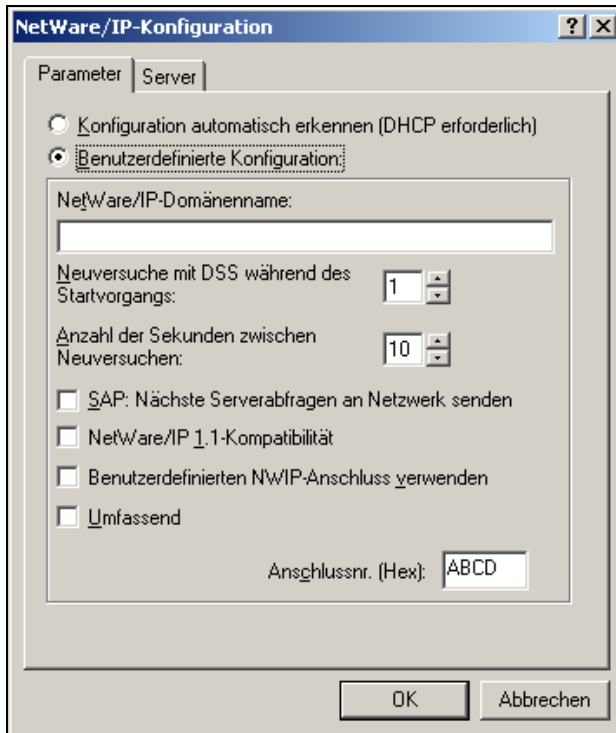 NetWare/IP-Konfiguration
Parameter
Server
Konfiguration automatisch erkennen (DHCP erforderlich)
Benutzerdefinierte Konfiguration:
NetWare/IP-Domänenname:
Neuversuche mit DSS während des
Startvorgangs:
1
Anzahl der Sekunden zwischen
Neuversuchen:
10
SAP: Nächste Serverabfragen an Netzwerk senden
NetWare/IP 1.1-Kompatibilität
Benutzerdefinierten NWIP-Anschluss verwenden
Umfassend
Anschlussnr. (Hex):
ABCD
OK
Abbrechen